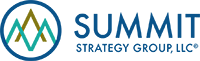 SUMMIT
STRATEGY GROUP, LLC®